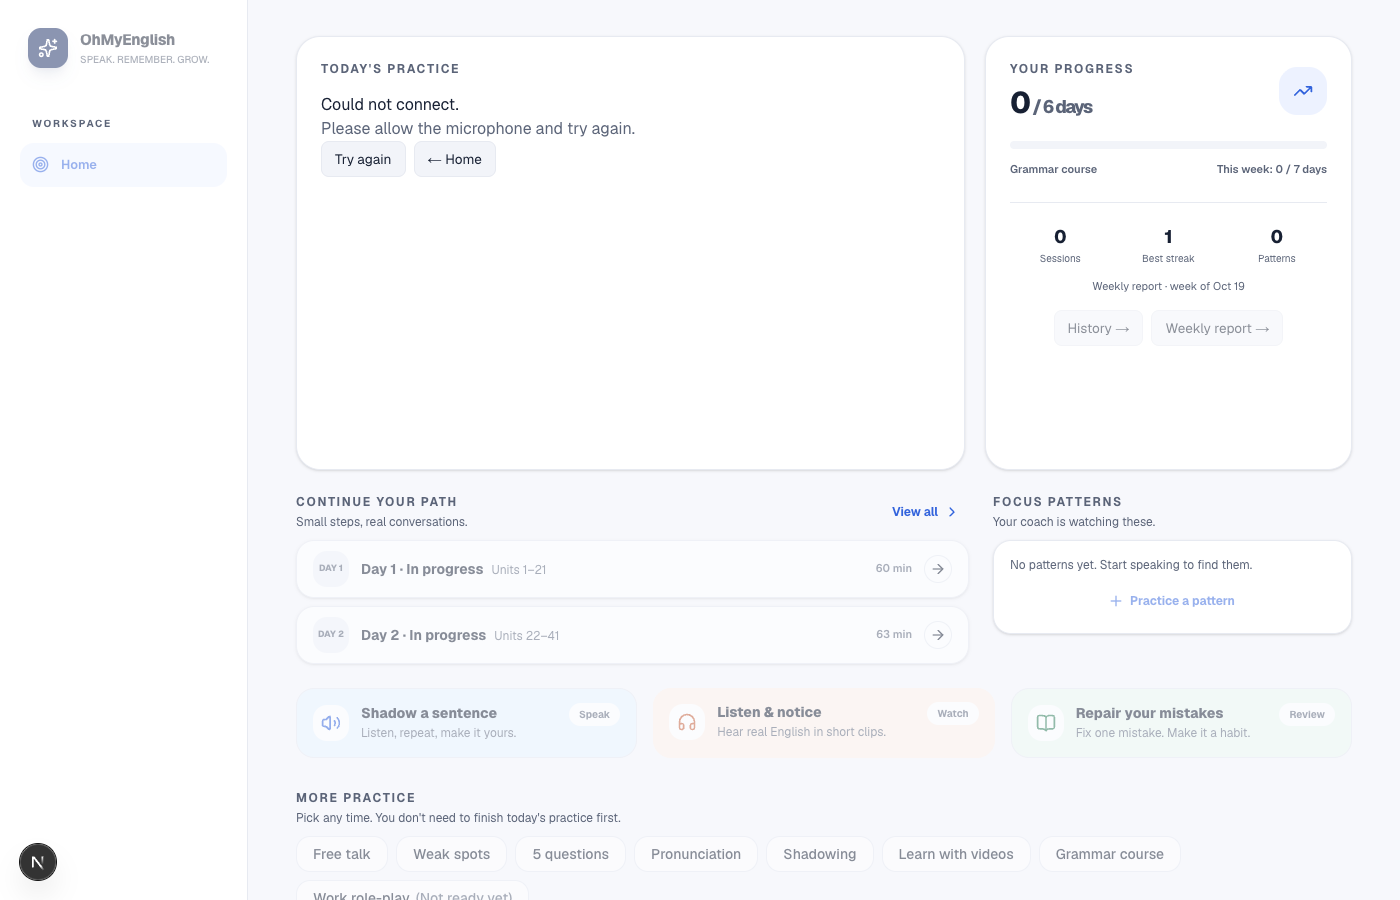 OhMyEnglish
SPEAK. REMEMBER. GROW.
WORKSPACE
Home
TODAY'S PRACTICE
Could not connect.
Please allow the microphone and try again.
Try again
← Home
YOUR PROGRESS
0 / 6 days
Grammar course
This week: 0 / 7 days
0
Sessions
1
Best streak
0
Patterns
Weekly report · week of Oct 19
History →
Weekly report →
CONTINUE YOUR PATH
Small steps, real conversations.
View all
DAY 1
Day 1 · In progress Units 1–21
60 min
DAY 2
Day 2 · In progress Units 22–41
63 min
FOCUS PATTERNS
Your coach is watching these.
No patterns yet. Start speaking to find them.
Practice a pattern
Shadow a sentence
Speak
Listen, repeat, make it yours.
Listen & notice
Watch
Hear real English in short clips.
Repair your mistakes
Review
Fix one mistake. Make it a habit.
MORE PRACTICE
Pick any time. You don't need to finish today's practice first.
Free talk
Weak spots
5 questions
Pronunciation
Shadowing
Learn with videos
Grammar course
Work role-play (Not ready yet)
N